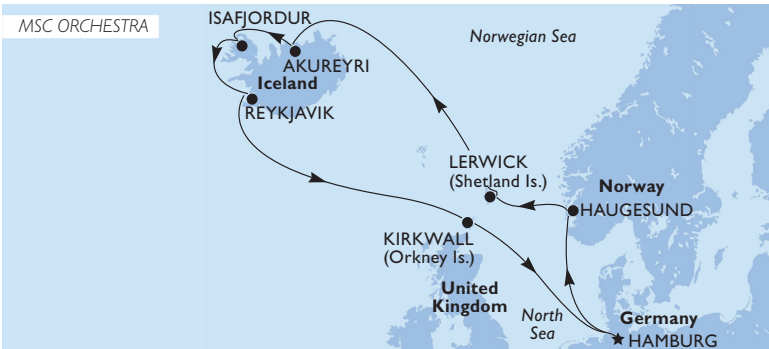 MSC ORCHESTRA
ISAFJORDUR
Norwegian Sea
AKUREYRI
Iceland
REYKJAVIK
LERWICK
(Shetland Is.)
Norway
HAUGESUND
KIRKWALL
(Orkney Is.)
United
Kingdom
North
Sea
Germany
HAMBURG